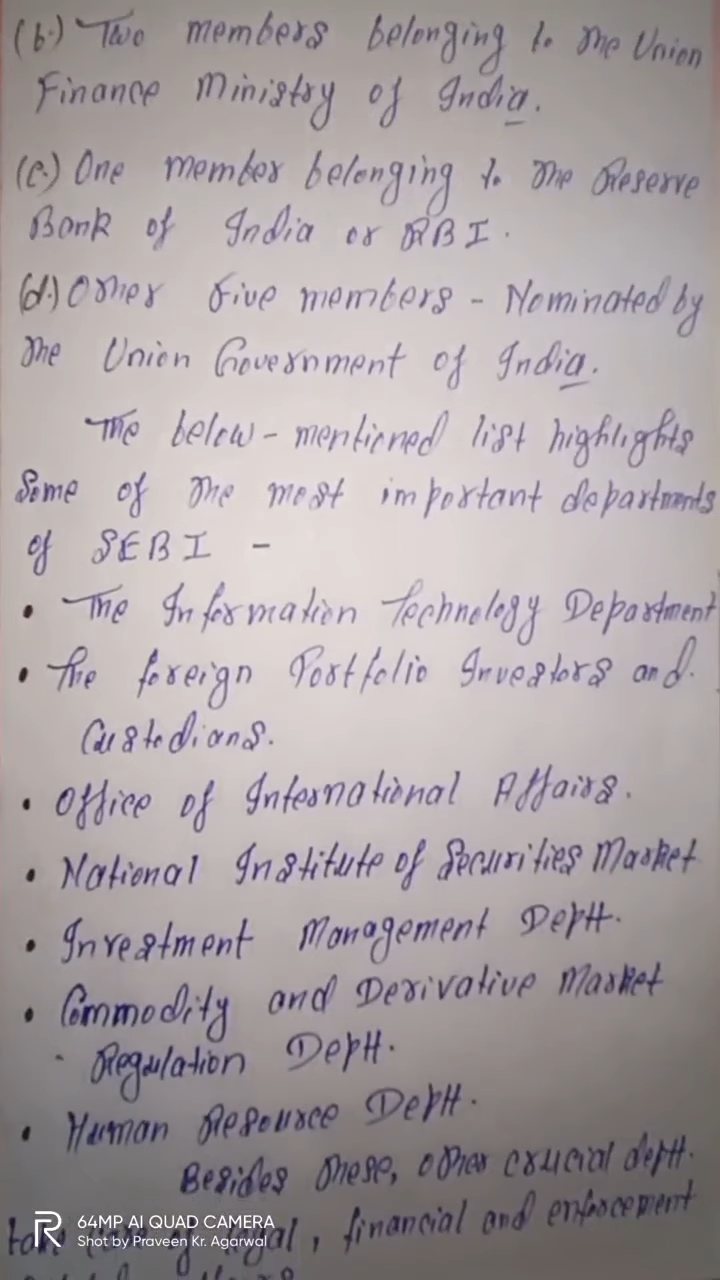 (b.) Two members belonging to the Union
Finance Ministry of India.
(c.) One member belonging to the Reserve
Bank of India or RBI.
(d.) Other five members - Nominated by
the Union Government of India.
The below-mentioned list highlights
Some of the most important departments
of SEBI -
• The Information Technology Department
• The foreign Portfolio Investors and
Custodians.
• Office of International Affairs.
• National Institute of Securities Market
• Investment Management Deptt.
• Commodity and Derivative Market
Regulation Deptt.
• Human Resource Deptt.
Besides these, other crucial deptt.
take care of legal, financial and enforcement
64MP AI QUAD CAMERA
Shot by Praveen Kr. Agarwal